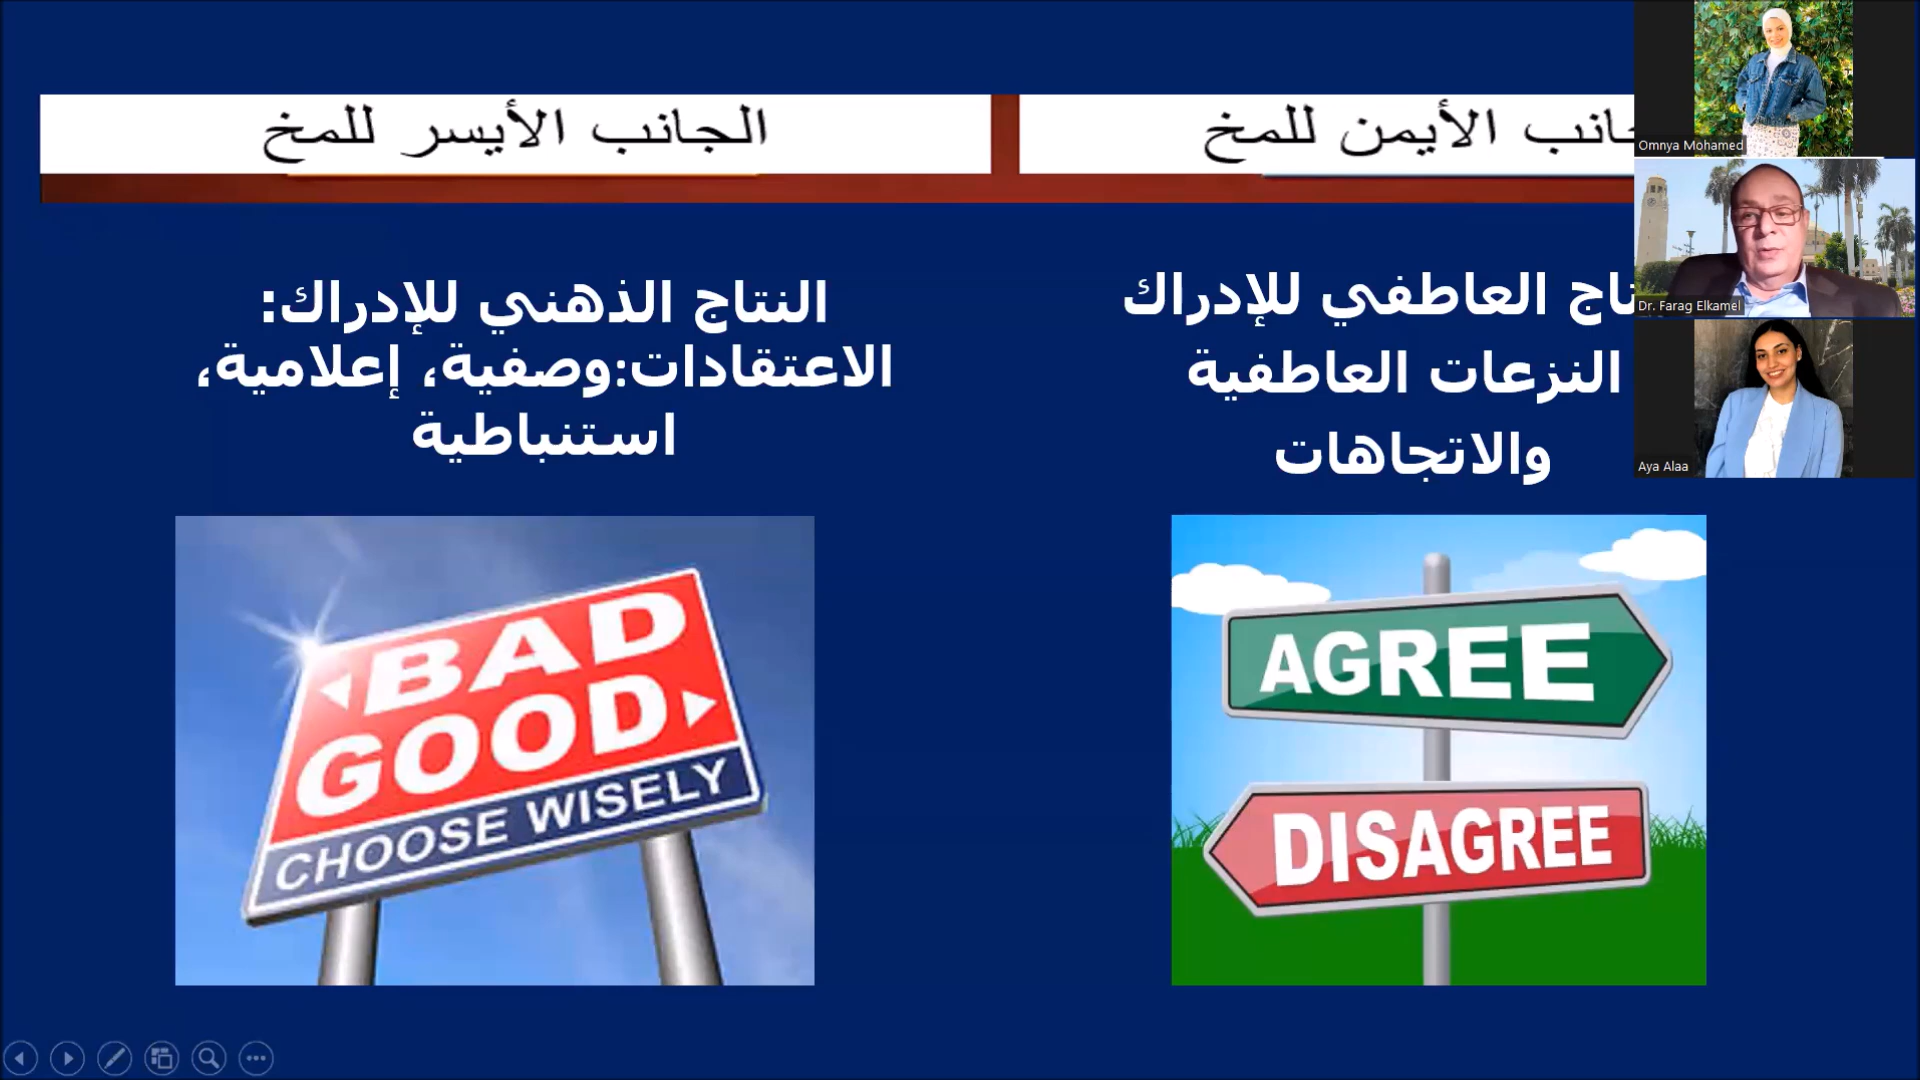 الجانب الأيمن للمخ
الجانب الأيسر للمخ
العاطفي للإدراك
النزعات العاطفية
والاتجاهات
النتاج الذهني للإدراك:
الاعتقادات:وصفية، إعلامية،
استنباطية
AGREE
DISAGREE
BAD
GOOD
CHOOSE WISELY
Omnya Mohamed
Dr. Farag Elkamel
Aya Alaa